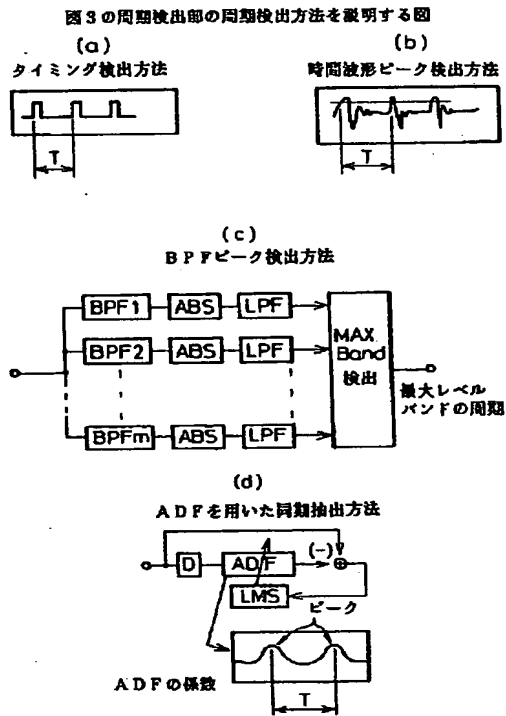 図3の周期検出部の周期検出方法を説明する図
(a)
タイミング検出方法
T
(b)
時間波形ピーク検出方法
T
(c)
BPFピーク検出方法
BPF1 ABS LPF
BPF2 ABS LPF
BPFm ABS LPF
MAX.
Band
検出
最大レベル
バンドの周期
(d)
ADFを用いた同期抽出方法
D ADF (-)
LMS
ピーク
ADFの係数
T